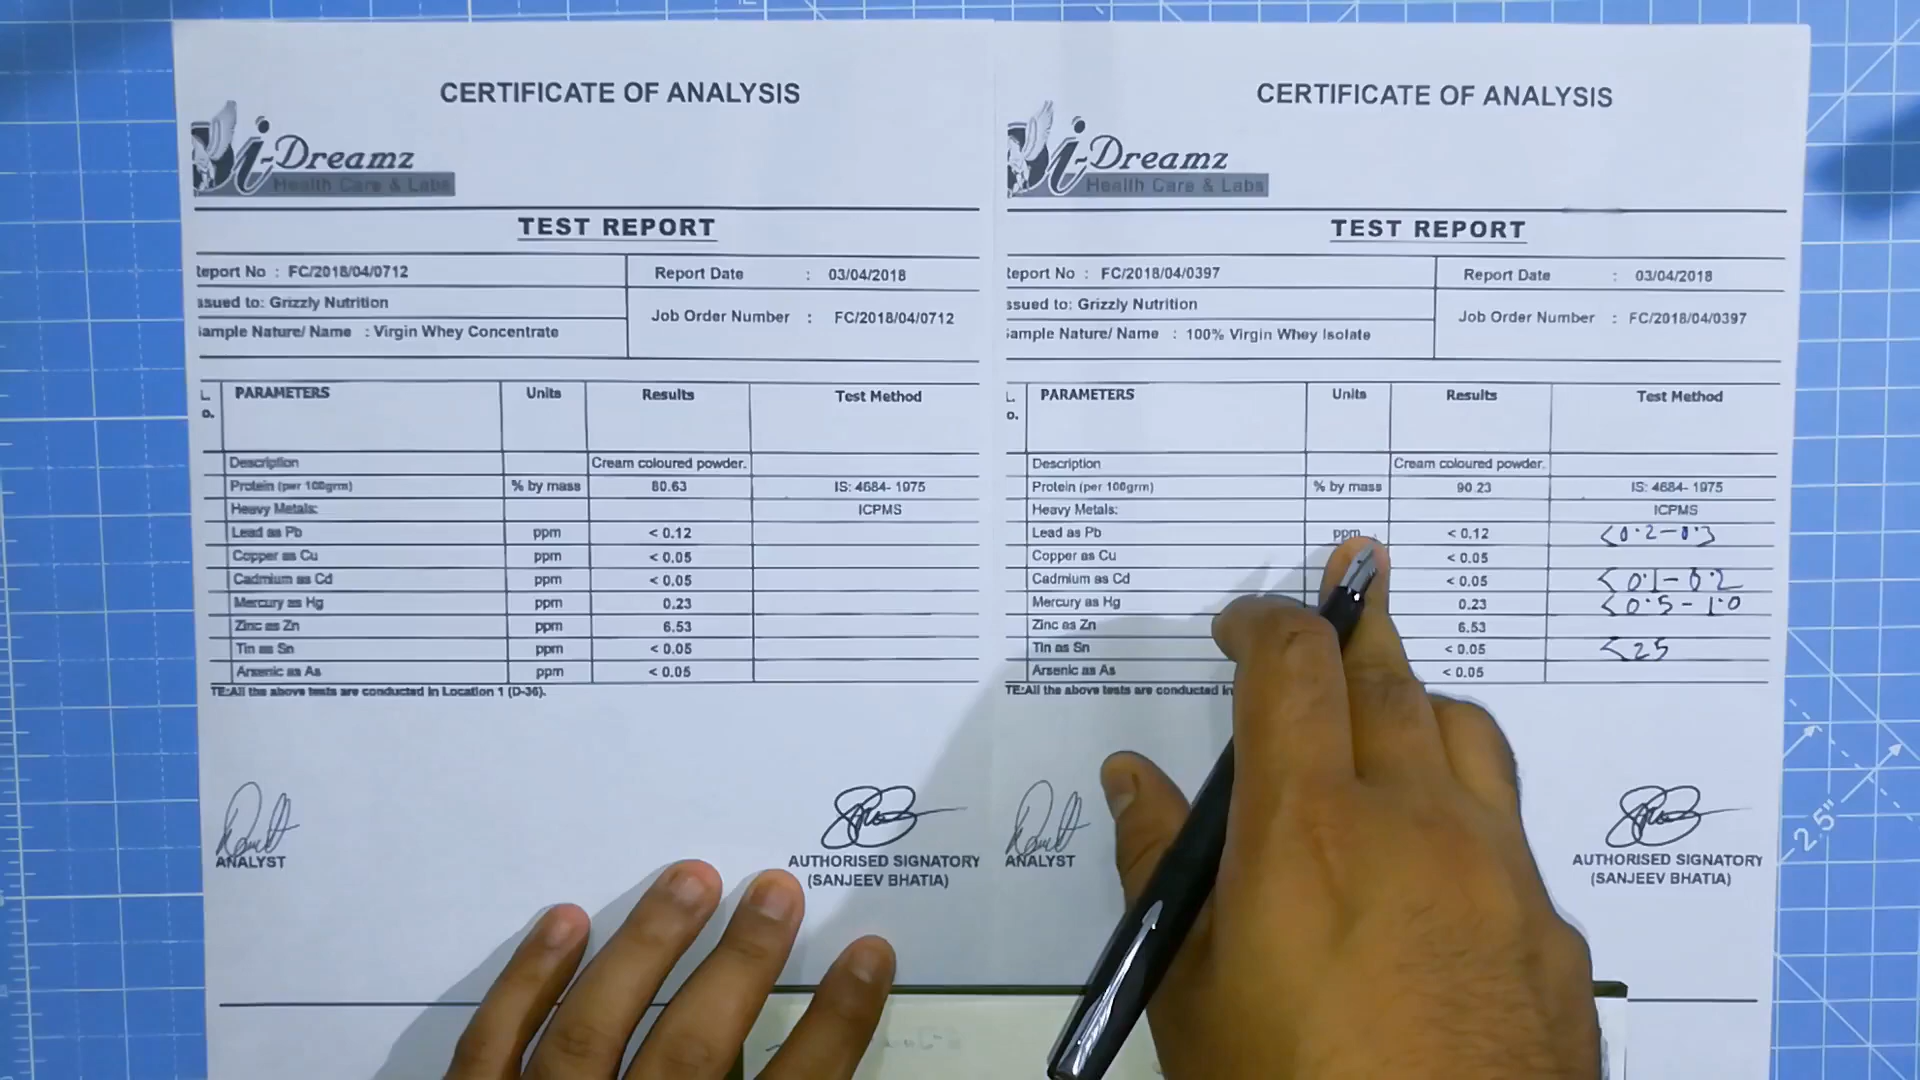 CERTIFICATE OF ANALYSIS
i-Dreamz
Health Care & Labs
TEST REPORT
Report No : FC/2018/04/0712
Report Date : 03/04/2018
ssued to: Grizzly Nutrition
Job Order Number : FC/2018/04/0712
ample Nature/ Name : Virgin Whey Concentrate
L. PARAMETERS Units Results Test Method
o.
Description Cream coloured powder.
Protein (per 100grm) % by mass 80.63 IS: 4684- 1975
Heavy Metals: ICPMS
Lead as Pb ppm < 0.12
Copper as Cu ppm < 0.05
Cadmium as Cd ppm < 0.05
Mercury as Hg ppm 0.23
Zinc as Zn ppm 6.53
Tin as Sn ppm < 0.05
Arsenic as As ppm < 0.05
TE:All the above tests are conducted in Location 1 (D-36).
ANALYST
AUTHORISED SIGNATORY
(SANJEEV BHATIA)
CERTIFICATE OF ANALYSIS
i-Dreamz
Health Care & Labs
TEST REPORT
Report No : FC/2018/04/0397
Report Date : 03/04/2018
ssued to: Grizzly Nutrition
Job Order Number : FC/2018/04/0397
ample Nature/ Name : 100% Virgin Whey Isolate
L. PARAMETERS Units Results Test Method
o.
Description Cream coloured powder.
Protein (per 100grm) % by mass 90.23 IS: 4684- 1975
Heavy Metals: ICPMS
Lead as Pb ppm < 0.12 <0.2-0.3
Copper as Cu < 0.05
Cadmium as Cd < 0.05 <0.1-0.2
Mercury as Hg 0.23 <0.5-1.0
Zinc as Zn 6.53
Tin as Sn < 0.05 <25
Arsenic as As < 0.05
TE:All the above tests are conducted in
ANALYST
AUTHORISED SIGNATORY
(SANJEEV BHATIA)
2.5"